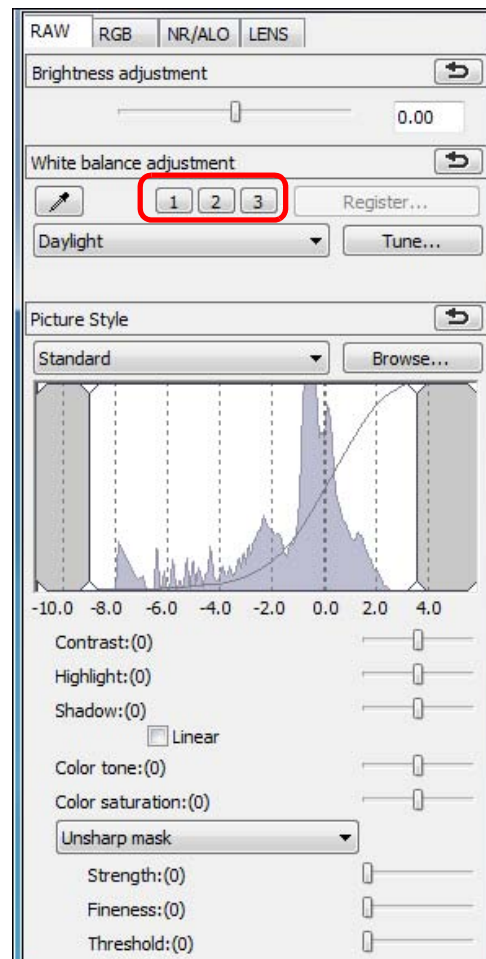 RAW RGB NR/ALO LENS
Brightness adjustment
0.00
White balance adjustment
1 2 3 Register...
Daylight Tune...
Picture Style
Standard Browse...
-10.0 -8.0 -6.0 -4.0 -2.0 0.0 2.0 4.0
Contrast:(0)
Highlight:(0)
Shadow:(0)
Linear
Color tone:(0)
Color saturation:(0)
Unsharp mask
Strength:(0)
Fineness:(0)
Threshold:(0)